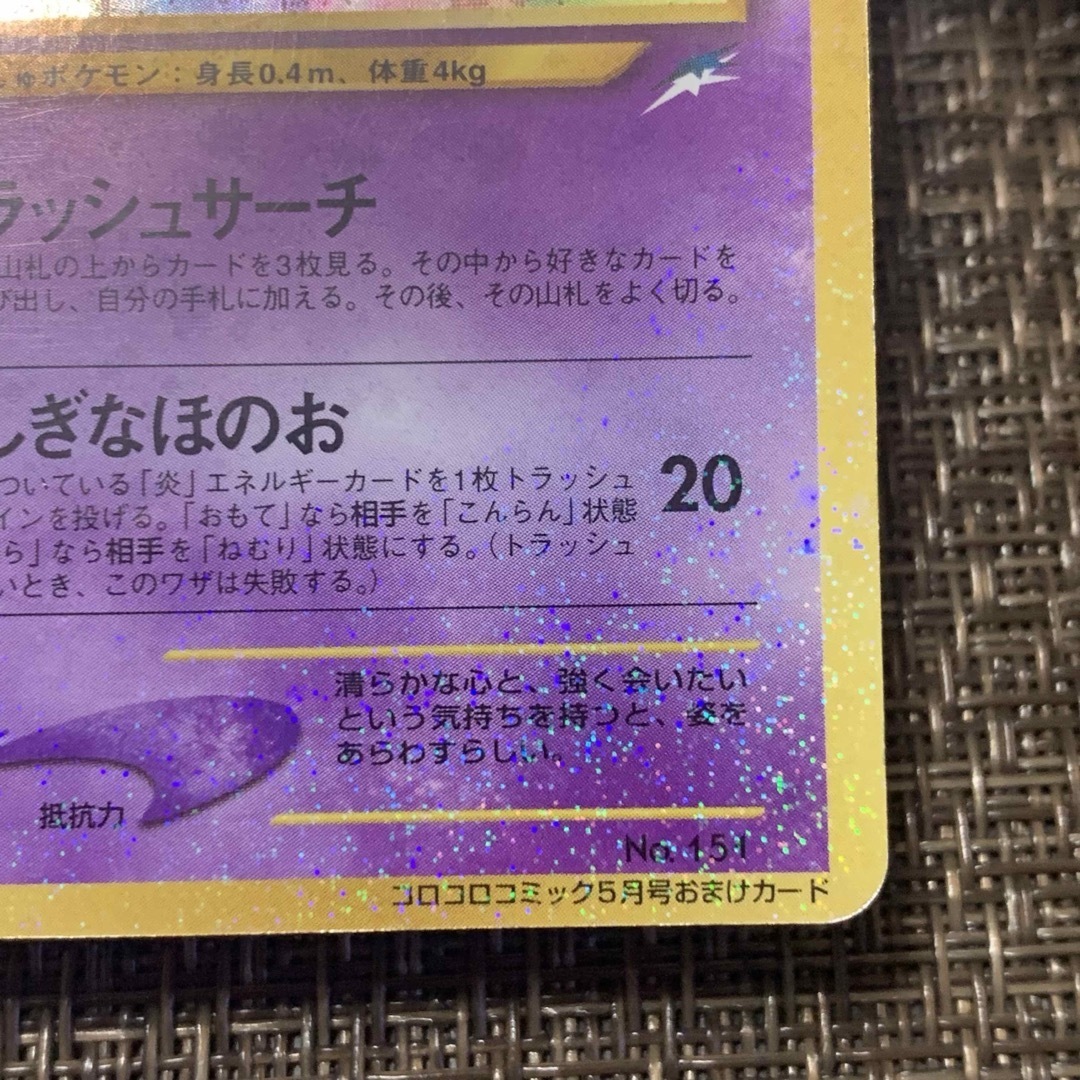 しゅポケモン：身長0.4m、体重4kg
ラッシュサーチ
山札の上からカードを3枚見る。その中から好きなカードを
び出し、自分の手札に加える。その後、その山札をよく切る。
しぎなほのお
ついている「炎」エネルギーカードを1枚トラッシュ
インを投げる。「おもて」なら相手を「こんらん」状態
ら」なら相手を「ねむり」状態にする。（トラッシュ
いとき、このワザは失敗する。）
20
清らかな心と、強く会いたい
という気持ちを持つと、姿を
あらわすらしい。
抵抗力
No. 151
コロコロコミック5月号おまけカード